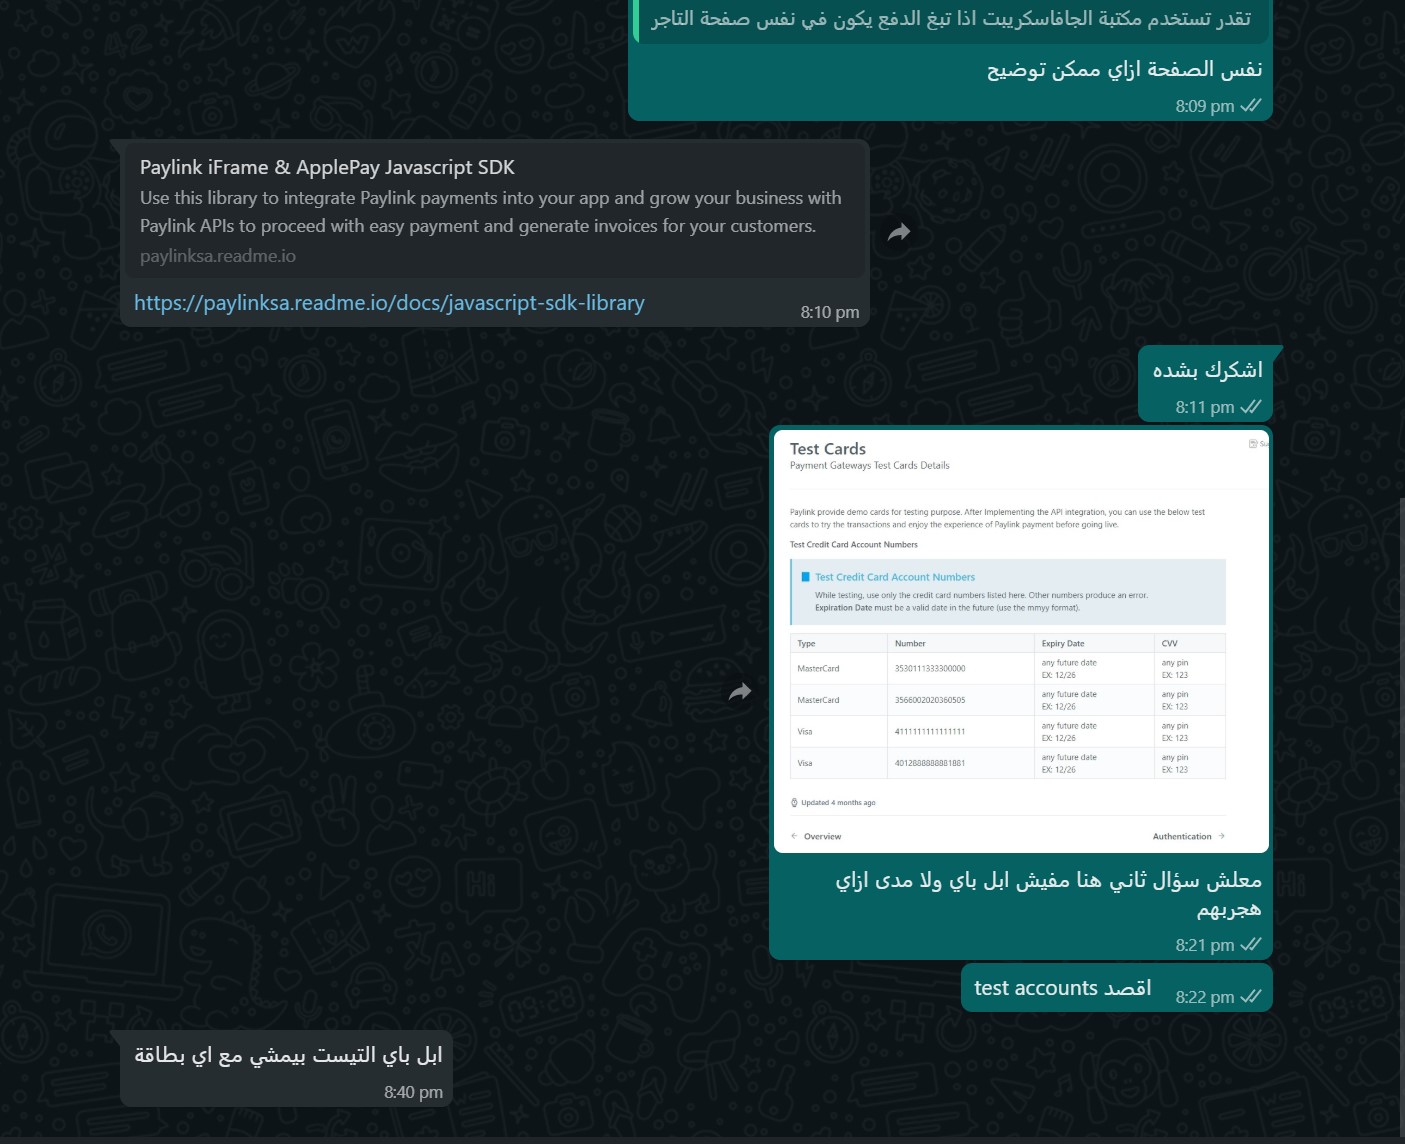 تقدر تستخدم مكتبة الجافاسكريبت اذا تبغ الدفع يكون في نفس صفحة التاجر
نفس الصفحة ازاي ممكن توضيح
8:09 pm
Paylink iFrame & ApplePay Javascript SDK
Use this library to integrate Paylink payments into your app and grow your business with
Paylink APIs to proceed with easy payment and generate invoices for your customers.
paylinksa.readme.io
https://paylinksa.readme.io/docs/javascript-sdk-library
8:10 pm
اشكرك بشده
8:11 pm
Test Cards
Payment Gateways Test Cards Details
Paylink provide demo cards for testing purpose. After Implementing the API integration, you can use the below test
cards to try the transactions and enjoy the experience of Paylink payment before going live.
Test Credit Card Account Numbers
Test Credit Card Account Numbers
While testing, use only the credit card numbers listed here. Other numbers produce an error.
Expiration Date must be a valid date in the future (use the mmyy format).
Type Number Expiry Date CVV
MasterCard 3530111333300000 any future date EX: 12/26 any pin EX: 123
MasterCard 3566002020360505 any future date EX: 12/26 any pin EX: 123
Visa 4111111111111111 any future date EX: 12/26 any pin EX: 123
Visa 4012888888881881 any future date EX: 12/26 any pin EX: 123
Updated 4 months ago
← Overview
Authentication →
معلش سؤال ثاني هنا مفيش ابل باي ولا مدى ازاي
هجربهم
8:21 pm
اقصد test accounts
8:22 pm
ابل باي التيست بيمشي مع اي بطاقة
8:40 pm